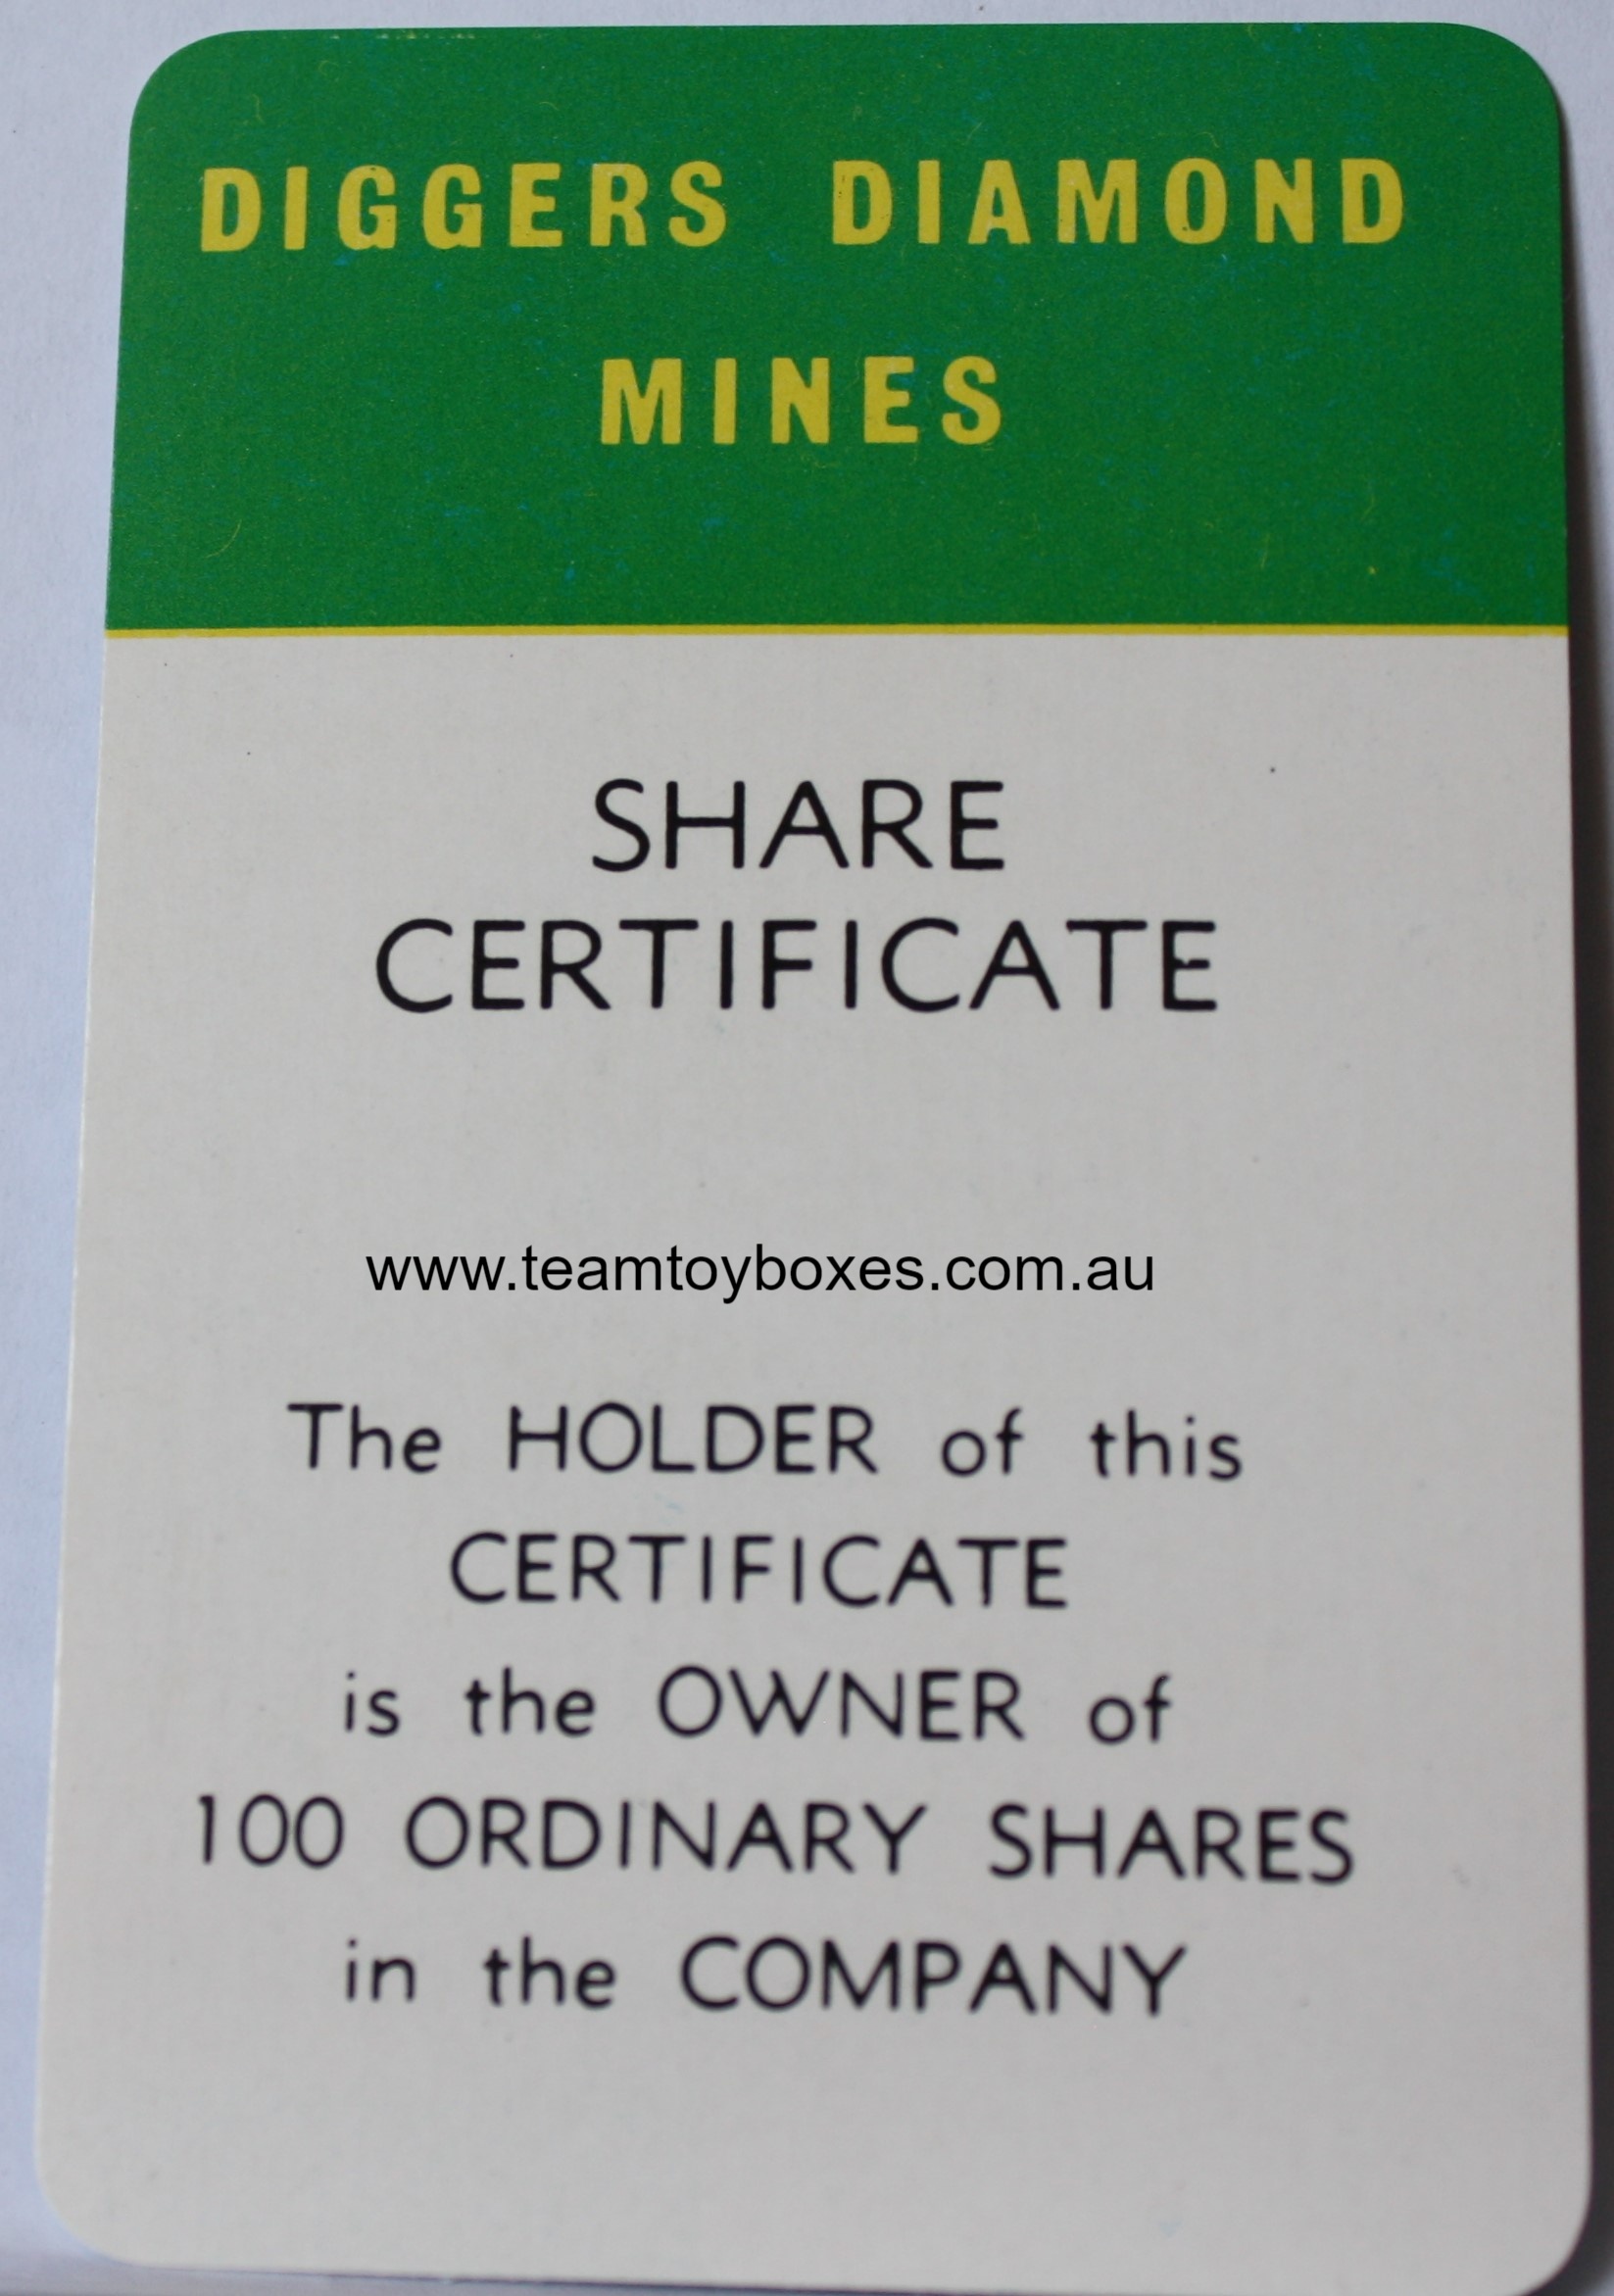 DIGGERS DIAMOND
MINES
SHARE
CERTIFICATE
www.teamtoyboxes.com.au
The HOLDER of this
CERTIFICATE
is the OWNER of
100 ORDINARY SHARES
in the COMPANY